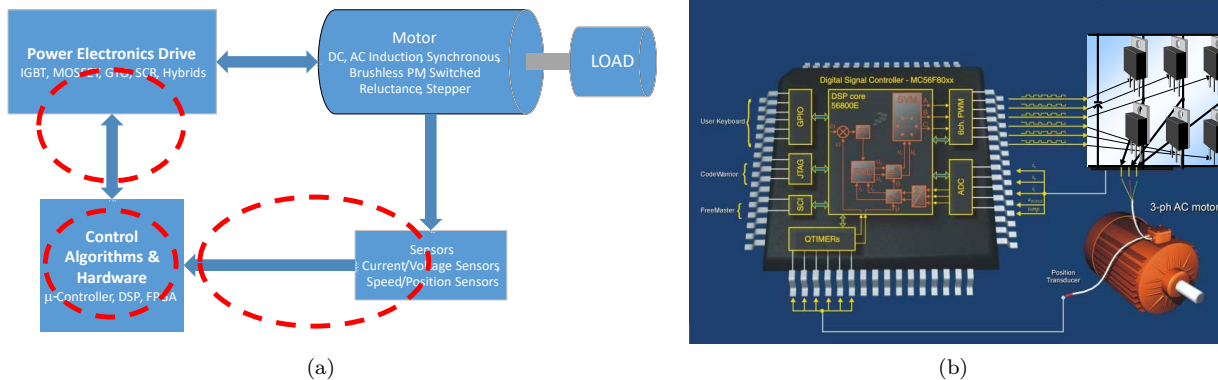 Power Electronics Drive
IGBT, MOSFET, GTO, SCR, Hybrids
Motor
DC, AC Induction Synchronous,
Brushless PM Switched
Reluctance, Stepper
LOAD
Control
Algorithms &
Hardware
µ-Controller, DSP, FPGA
Sensors
Current/Voltage Sensors,
Speed/Position Sensors
(a)
Digital Signal Controller - MC56F80xx
DSP core
56800E
SVM
User Keyboard
GPIO
6ch. PWM
CodeWarrior
JTAG
ADC
FreeMaster
SCI
QTIMERs
3-ph AC motor
Position
Transducer
(b)